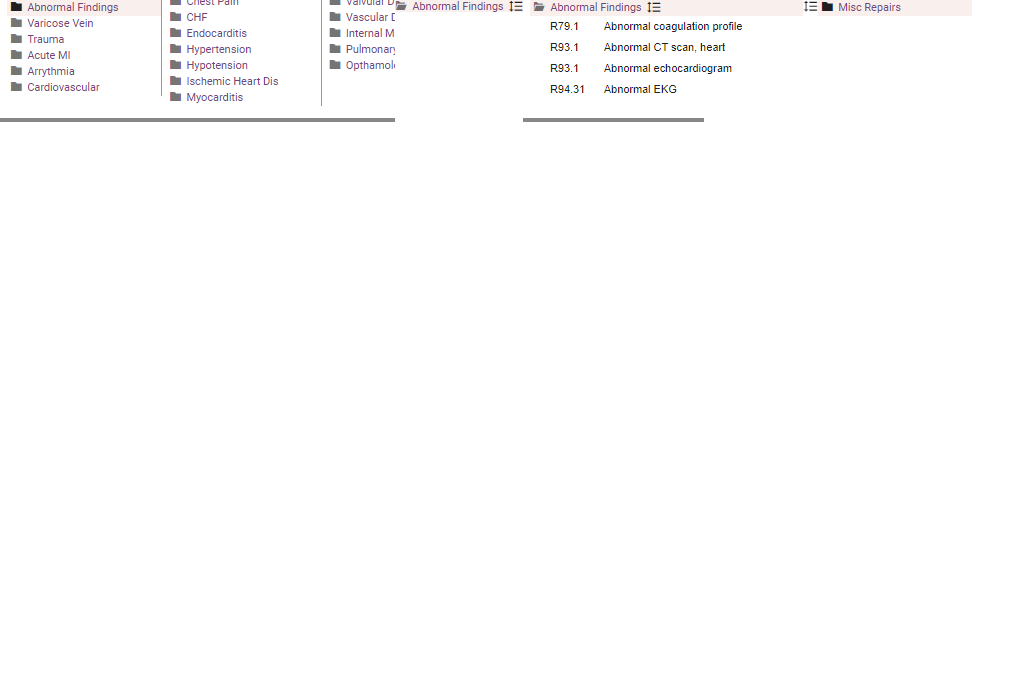 Abnormal Findings
Varicose Vein
Trauma
Acute MI
Arrythmia
Cardiovascular
Chest Pain
CHF
Endocarditis
Hypertension
Hypotension
Ischemic Heart Dis
Myocarditis
Valvular D
Vascular D
Internal M
Pulmonary
Opthamol
Abnormal Findings
Abnormal Findings
R79.1 Abnormal coagulation profile
R93.1 Abnormal CT scan, heart
R93.1 Abnormal echocardiogram
R94.31 Abnormal EKG
Misc Repairs